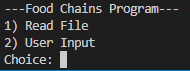 ---Food Chains Program---
1) Read File
2) User Input
Choice: